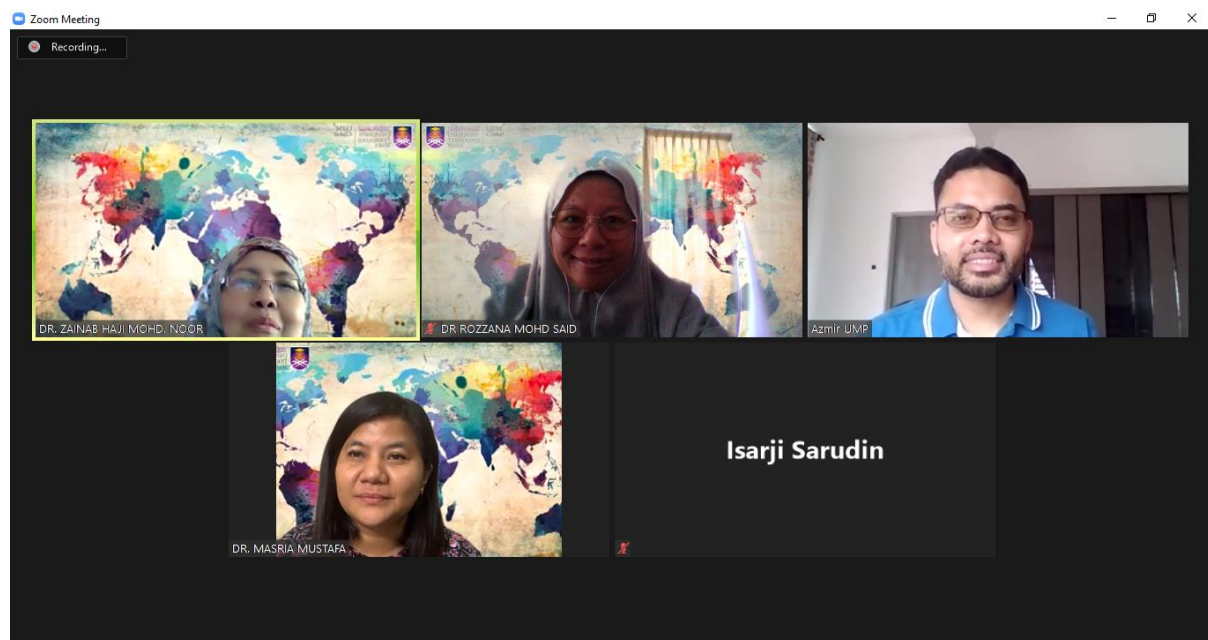 Zoom Meeting
Recording...
DR. ZAINAB HAJI MOHD. NOOR
DR ROZZANA MOHD SAID
Azmir UMP
DR. MASRIA MUSTAFA
Isarji Sarudin